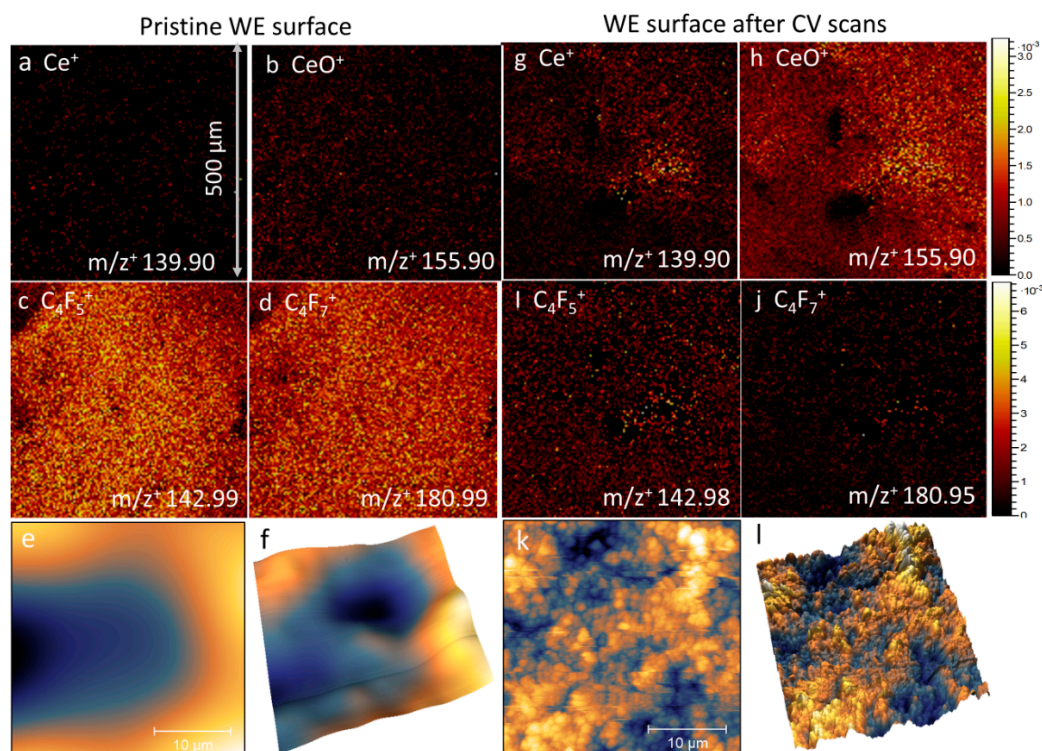 Pristine WE surface
WE surface after CV scans
a Ce⁺
500 µm
m/z⁺ 139.90
b CeO⁺
m/z⁺ 155.90
g Ce⁺
m/z⁺ 139.90
h CeO⁺
m/z⁺ 155.90
·10⁻³
3.0
2.5
2.0
1.5
1.0
0.5
0.0
c C₄F₅⁺
m/z⁺ 142.99
d C₄F₇⁺
m/z⁺ 180.99
I C₄F₅⁺
m/z⁺ 142.98
j C₄F₇⁺
m/z⁺ 180.95
·10⁻³
6
5
4
3
2
1
0
e
10 µm
f
k
10 µm
l